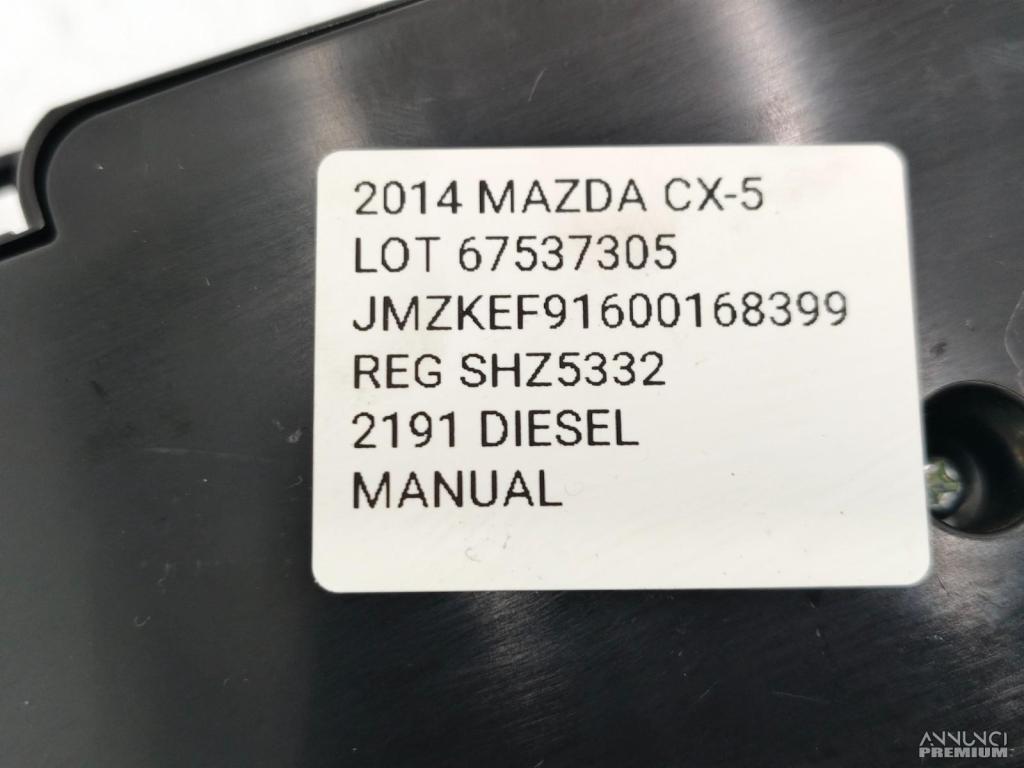 2014 MAZDA CX-5
LOT 67537305
JMZKEF91600168399
REG SHZ5332
2191 DIESEL
MANUAL
ANNUNCI
PREMIUM